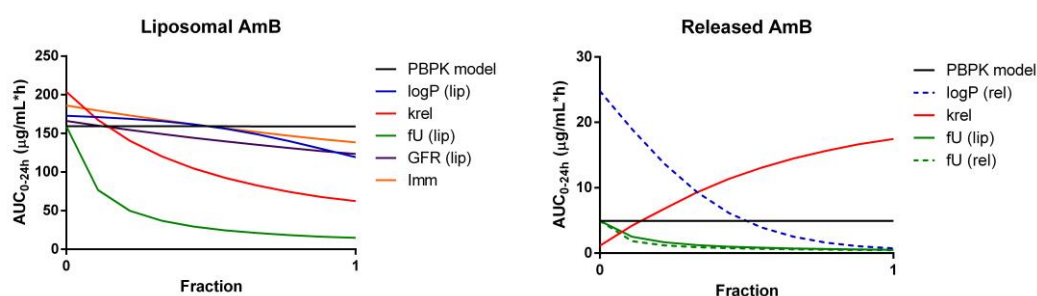 Liposomal AmB
250
200
150
100
50
0
AUC0-24h (µg/mL*h)
0
1
Fraction
PBPK model
logP (lip)
krel
fU (lip)
GFR (lip)
Imm
Released AmB
30
20
10
0
AUC0-24h (µg/mL*h)
0
1
Fraction
PBPK model
logP (rel)
krel
fU (lip)
fU (rel)